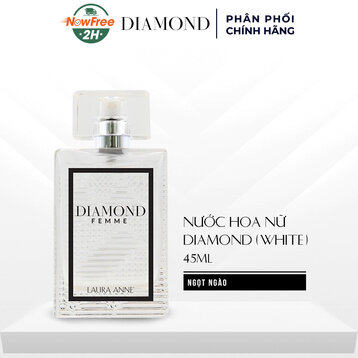 NowFree
2H
DIAMOND
PHÂN PHỐI
CHÍNH HÃNG
DIAMOND
FEMME
LAURA ANNE
NƯỚC HOA NỮ
DIAMOND (WHITE)
45ML
NGỌT NGÀO